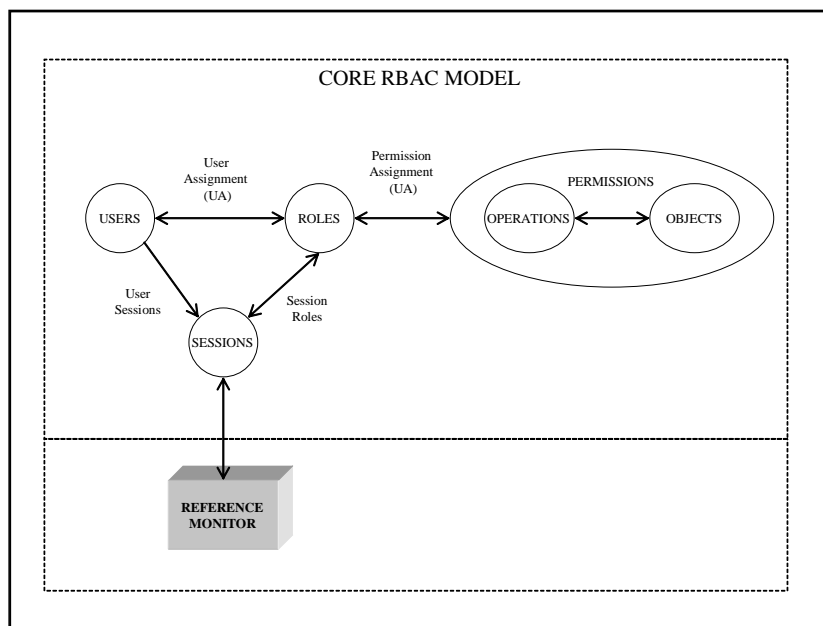 CORE RBAC MODEL
User
Assignment
(UA)
Permission
Assignment
(UA)
PERMISSIONS
USERS
ROLES
OPERATIONS
OBJECTS
User
Sessions
Session
Roles
SESSIONS
REFERENCE
MONITOR